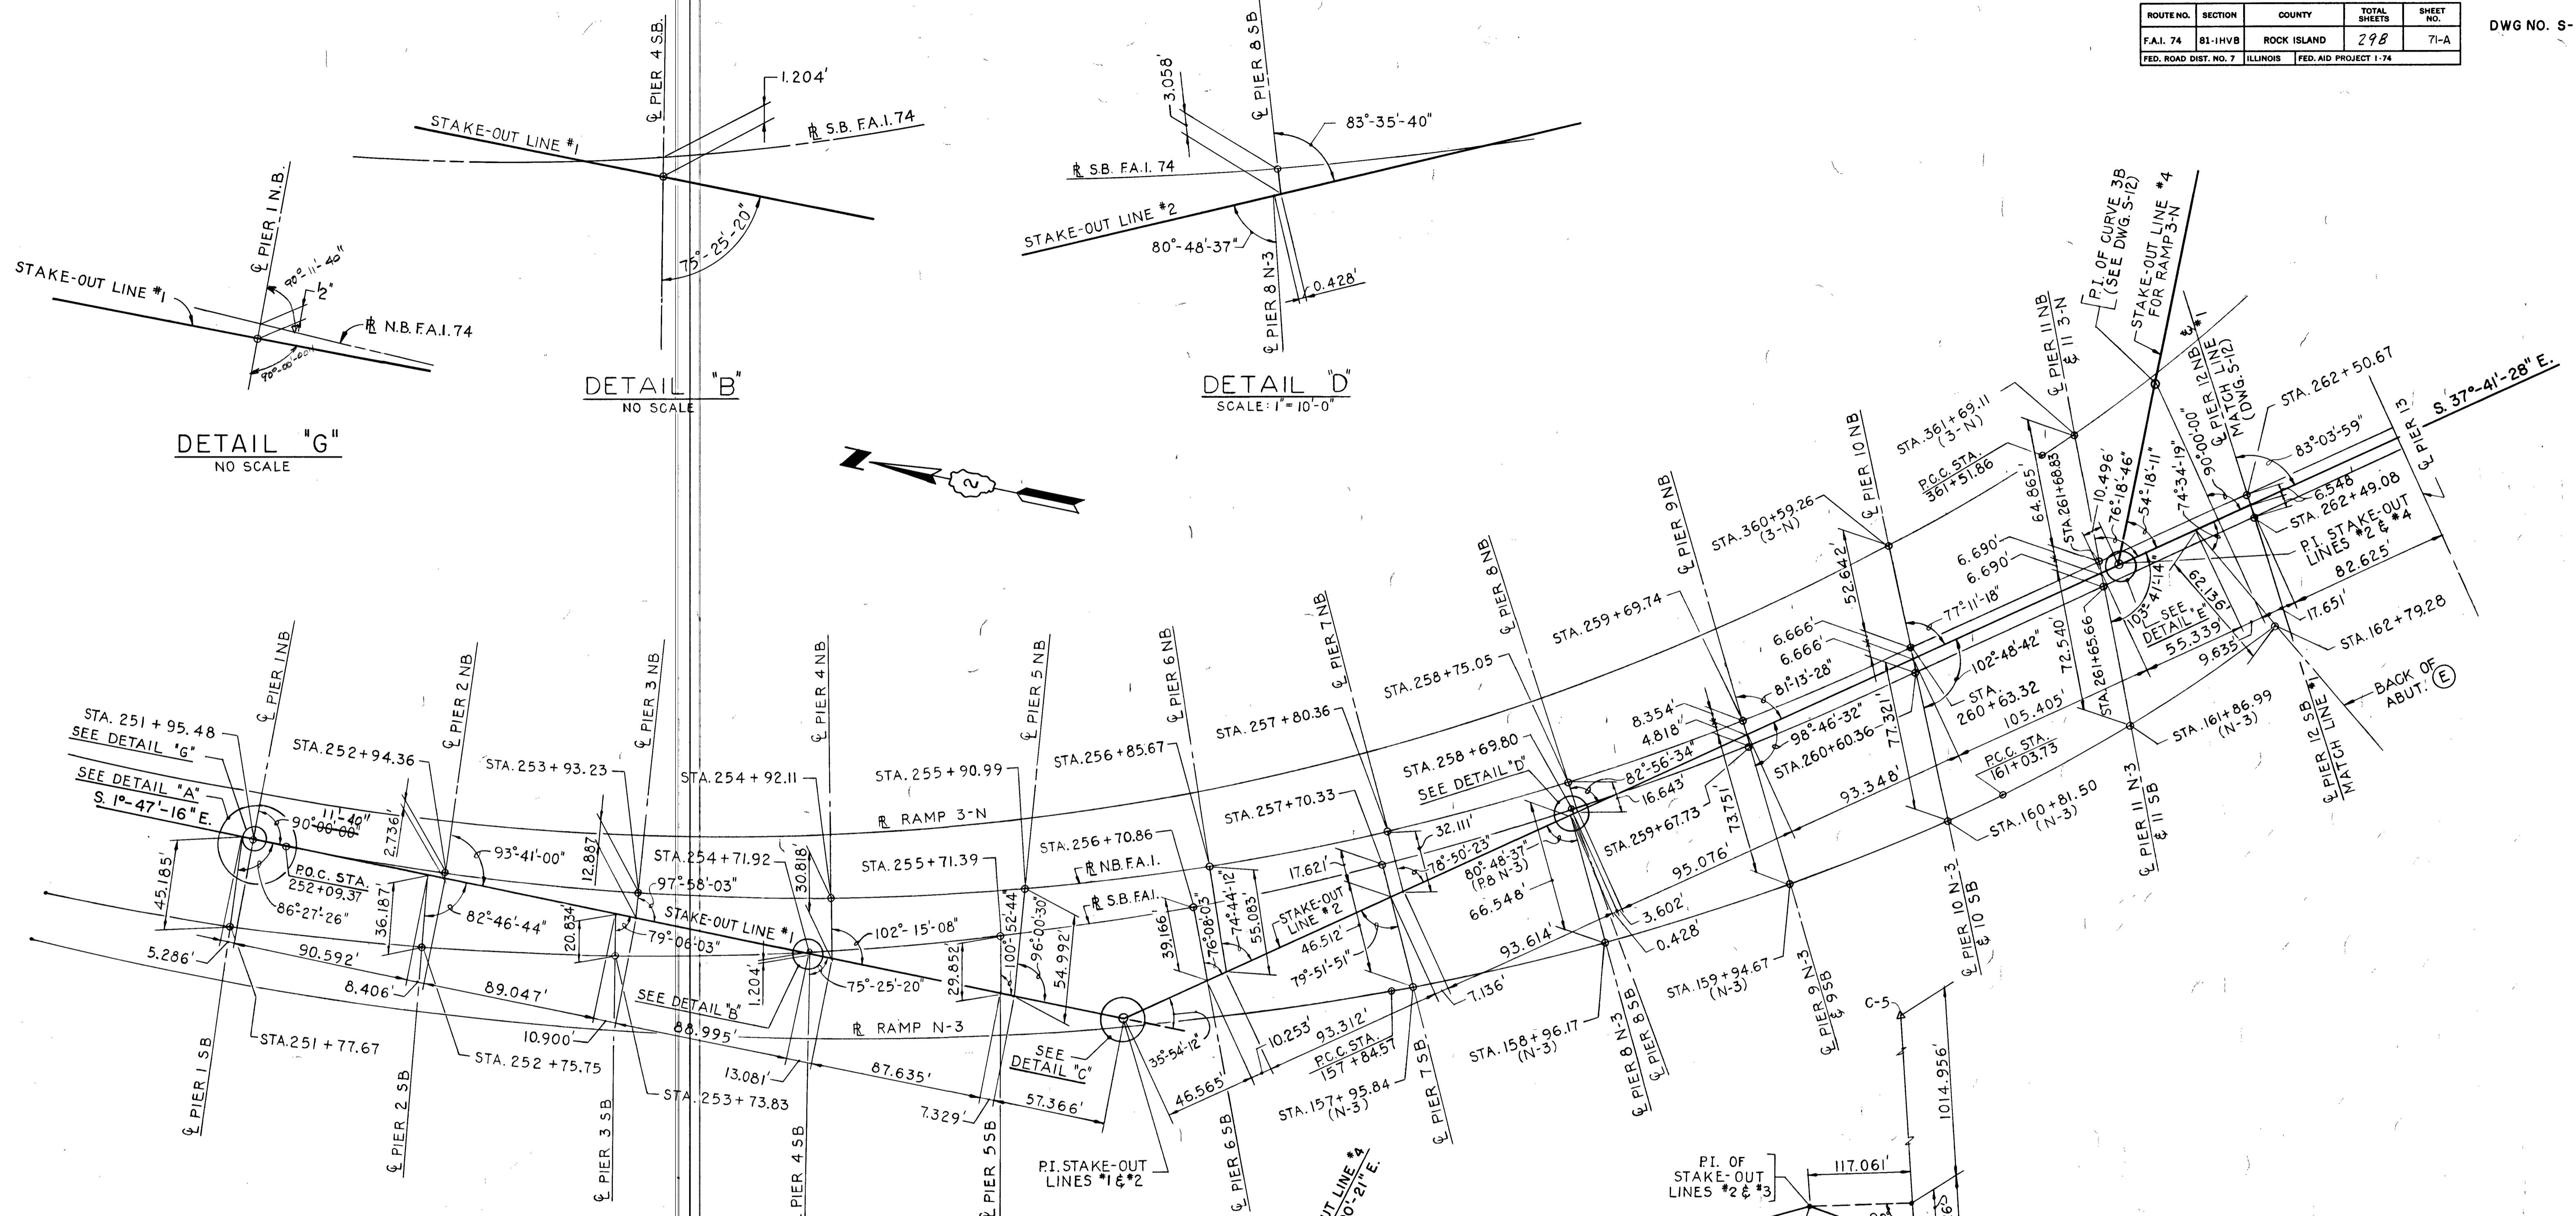 ROUTE NO. SECTION COUNTY TOTAL SHEETS SHEET NO.
F.A.I. 74 81-1HVB ROCK ISLAND 298 71-A
FED. ROAD DIST. NO. 7 ILLINOIS FED. AID PROJECT I-74
DWG NO. S-
STAKE-OUT LINE #1
℄ PIER 1 N.B.
90°-11'-40"
½"
℞ N.B. F.A.I. 74
90°-00'-00"
DETAIL "G"
NO SCALE
℄ PIER 4 S.B.
1.204'
STAKE-OUT LINE #1
℞ S.B. F.A.I. 74
75°-25'-20"
DETAIL "B"
NO SCALE
3.058'
℄ PIER 8 SB
83°-35'-40"
℞ S.B. F.A.I. 74
STAKE-OUT LINE #2
80°-48'-37"
℄ PIER 8 N-3
0.428'
DETAIL "D"
SCALE: 1" = 10'-0"
2
P.I. OF CURVE 3B
(SEE DWG. S-12)
STAKE-OUT LINE #4
FOR RAMP 3-N
℄ PIER 11 NB
& 11 3-N
℄ PIER 12 NB
MATCH LINE #1
(DWG. S-12)
STA. 262+50.67
℄ PIER 13
S. 37°-41'-28" E.
83°-03'-59"
90°-00'-00"
74°-34'-19"
54°-18'-11"
76°-18'-46"
10.496'
6.548'
STA. 262+49.08
P.I. STAKE-OUT
LINES #2 & #4
82.625'
17.651'
STA. 162+79.28
BACK OF
ABUT. E
STA. 361+69.11
(3-N)
P.C.C. STA.
361+51.86
64.865'
STA. 261+68.83
6.690'
6.690'
103°-41'-14"
SEE
DETAIL "E"
62.136'
55.339'
9.635'
72.540'
STA. 261+65.66
℄ PIER 10 NB
STA. 360+59.26
(3-N)
52.642'
77°-11'-18"
6.666'
6.666'
102°-48'-42"
STA.
260+63.32
105.405'
P.C.C. STA.
161+03.73
STA. 161+86.99
(N-3)
℄ PIER 12 SB
MATCH LINE #1
℄ PIER 11 N-3
& 11 SB
STA. 160+81.50
(N-3)
℄ PIER 10 N-3
& 10 SB
℄ PIER 9 NB
STA. 259+69.74
81°-13'-28"
8.354'
4.818'
98°-46'-32"
STA. 260+60.36
77.321'
93.348'
73.751'
STA. 259+67.73
95.076'
STA. 159+94.67
(N-3)
℄ PIER 9 N-3
& 9 SB
℄ PIER 8 NB
STA. 258+75.05
STA. 258+69.80
SEE DETAIL "D"
82°-56'-34"
16.643'
80°-48'-37"
(P.8 N-3)
66.548'
3.602'
0.428'
93.614'
STA. 158+96.17
(N-3)
℄ PIER 8 N-3
℄ PIER 8 SB
℄ PIER 7 NB
STA. 257+80.36
STA. 257+70.33
32.111'
17.621'
78°-50'-23"
STAKE-OUT
LINE #2
46.512'
79°-51'-51"
7.136'
10.253'
93.312'
P.C.C. STA.
157+84.57
STA. 157+95.84
(N-3)
℄ PIER 7 SB
℄ PIER 6 NB
STA. 256+85.67
STA. 256+70.86
℞ N.B. F.A.I.
℞ S.B. F.A.I.
39.166'
76°-08'-03"
74°-44'-12"
55.083'
35°-54'-12"
46.565'
℄ PIER 6 SB
℄ PIER 5 NB
STA. 255+90.99
STA. 255+71.39
29.852'
100°-52'-44"
96°-00'-30"
54.992'
SEE
DETAIL "C"
57.366'
7.329'
℄ PIER 5 SB
P.I. STAKE-OUT
LINES #1 & #2
℄ PIER 4 NB
STA. 254+92.11
STA. 254+71.92
℞ RAMP 3-N
30.818'
102°-15'-08"
STAKE-OUT LINE #1
1.204'
75°-25'-20"
SEE DETAIL "B"
℞ RAMP N-3
88.995'
13.081'
87.635'
PIER 4 SB
℄ PIER 3 NB
STA. 253+93.23
12.887'
97°-58'-03"
20.834'
79°-06'-03"
89.047'
10.900'
STA. 253+73.83
℄ PIER 3 SB
℄ PIER 2 NB
STA. 252+94.36
2.736'
93°-41'-00"
36.187'
82°-46'-44"
90.592'
8.406'
STA. 252+75.75
℄ PIER 2 SB
℄ PIER 1 NB
STA. 251+95.48
SEE DETAIL "G"
SEE DETAIL "A"
S. 1°-47'-16" E.
11'-40"
90°-00'-00"
P.O.C. STA.
252+09.37
86°-27'-26"
45.185'
5.286'
STA. 251+77.67
℄ PIER 1 SB
UT LINE #4
0'-21" E.
C-5
1014.956'
P.I. OF
STAKE-OUT
LINES #2 & #3
117.061'